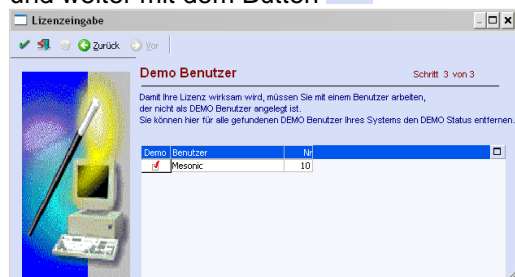 und weiter mit dem Button
Lizenzeingabe
Zurück Vor
Demo Benutzer
Schritt 3 von 3
Damit Ihre Lizenz wirksam wird, müssen Sie mit einem Benutzer arbeiten,
der nicht als DEMO Benutzer angelegt ist.
Sie können hier für alle gefundenen DEMO Benutzer Ihres Systems den DEMO Status entfernen.
Demo Benutzer Nr
Mesonic 10